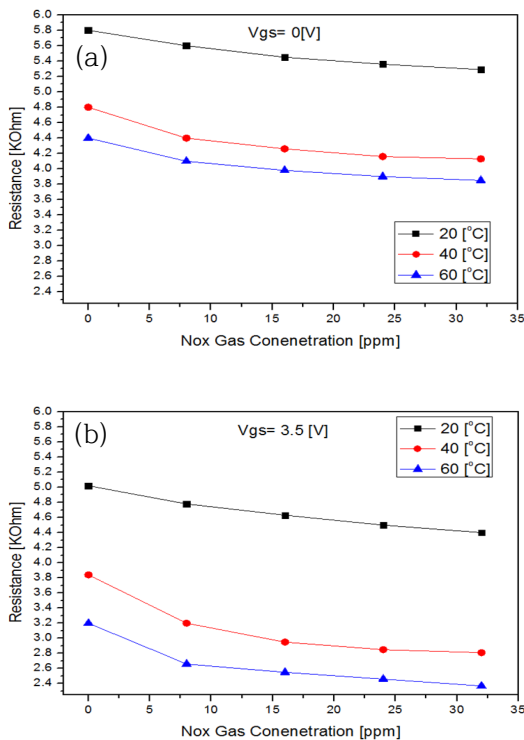 (a)
Vgs= 0[V]
6.0
5.8
5.6
5.4
5.2
5.0
4.8
4.6
4.4
4.2
4.0
3.8
3.6
3.4
3.2
3.0
2.8
2.6
2.4
Resistance [KOhm]
20 [°C]
40 [°C]
60 [°C]
0 5 10 15 20 25 30 35
Nox Gas Conenetration [ppm]
(b)
Vgs= 3.5 [V]
20 [°C]
40 [°C]
60 [°C]
6.0
5.8
5.6
5.4
5.2
5.0
4.8
4.6
4.4
4.2
4.0
3.8
3.6
3.4
3.2
3.0
2.8
2.6
2.4
Resistance [KOhm]
0 5 10 15 20 25 30 35
Nox Gas Conenetration [ppm]